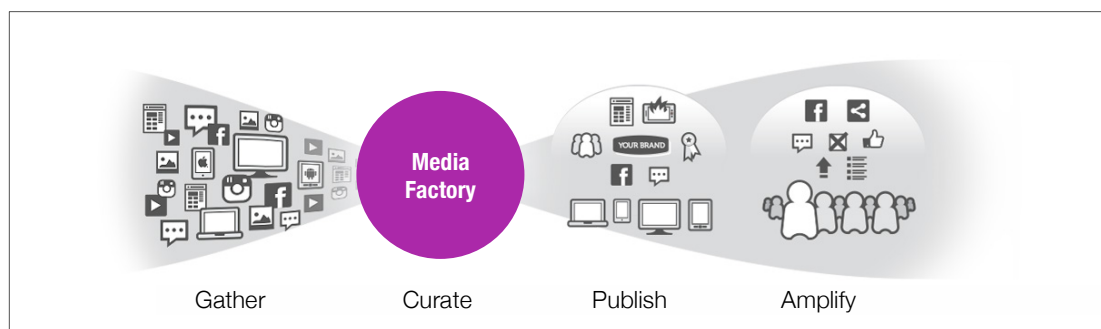 Media
Factory
YOUR BRAND
Gather
Curate
Publish
Amplify